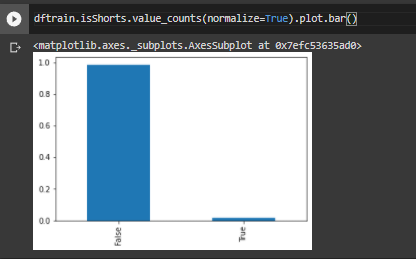 dftrain.isShorts.value_counts(normalize=True).plot.bar()
<matplotlib.axes._subplots.AxesSubplot at 0x7efc53635ad0>
1.0
0.8
0.6
0.4
0.2
0.0
False
True